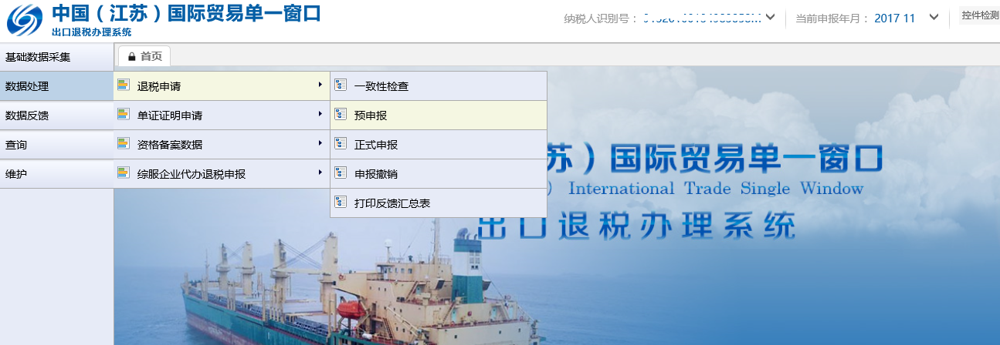 中国（江苏）国际贸易单一窗口
出口退税办理系统
纳税人识别号：
当前申报年月： 2017 11
控件检测
基础数据采集
首页
数据处理
退税申请
一致性检查
数据反馈
单证证明申请
预申报
查询
资格备案数据
正式申报
维护
综服企业代办退税申报
申报撤销
打印反馈汇总表
苏）国际贸易单一窗口
) International Trade Single Window
出口退税办理系统